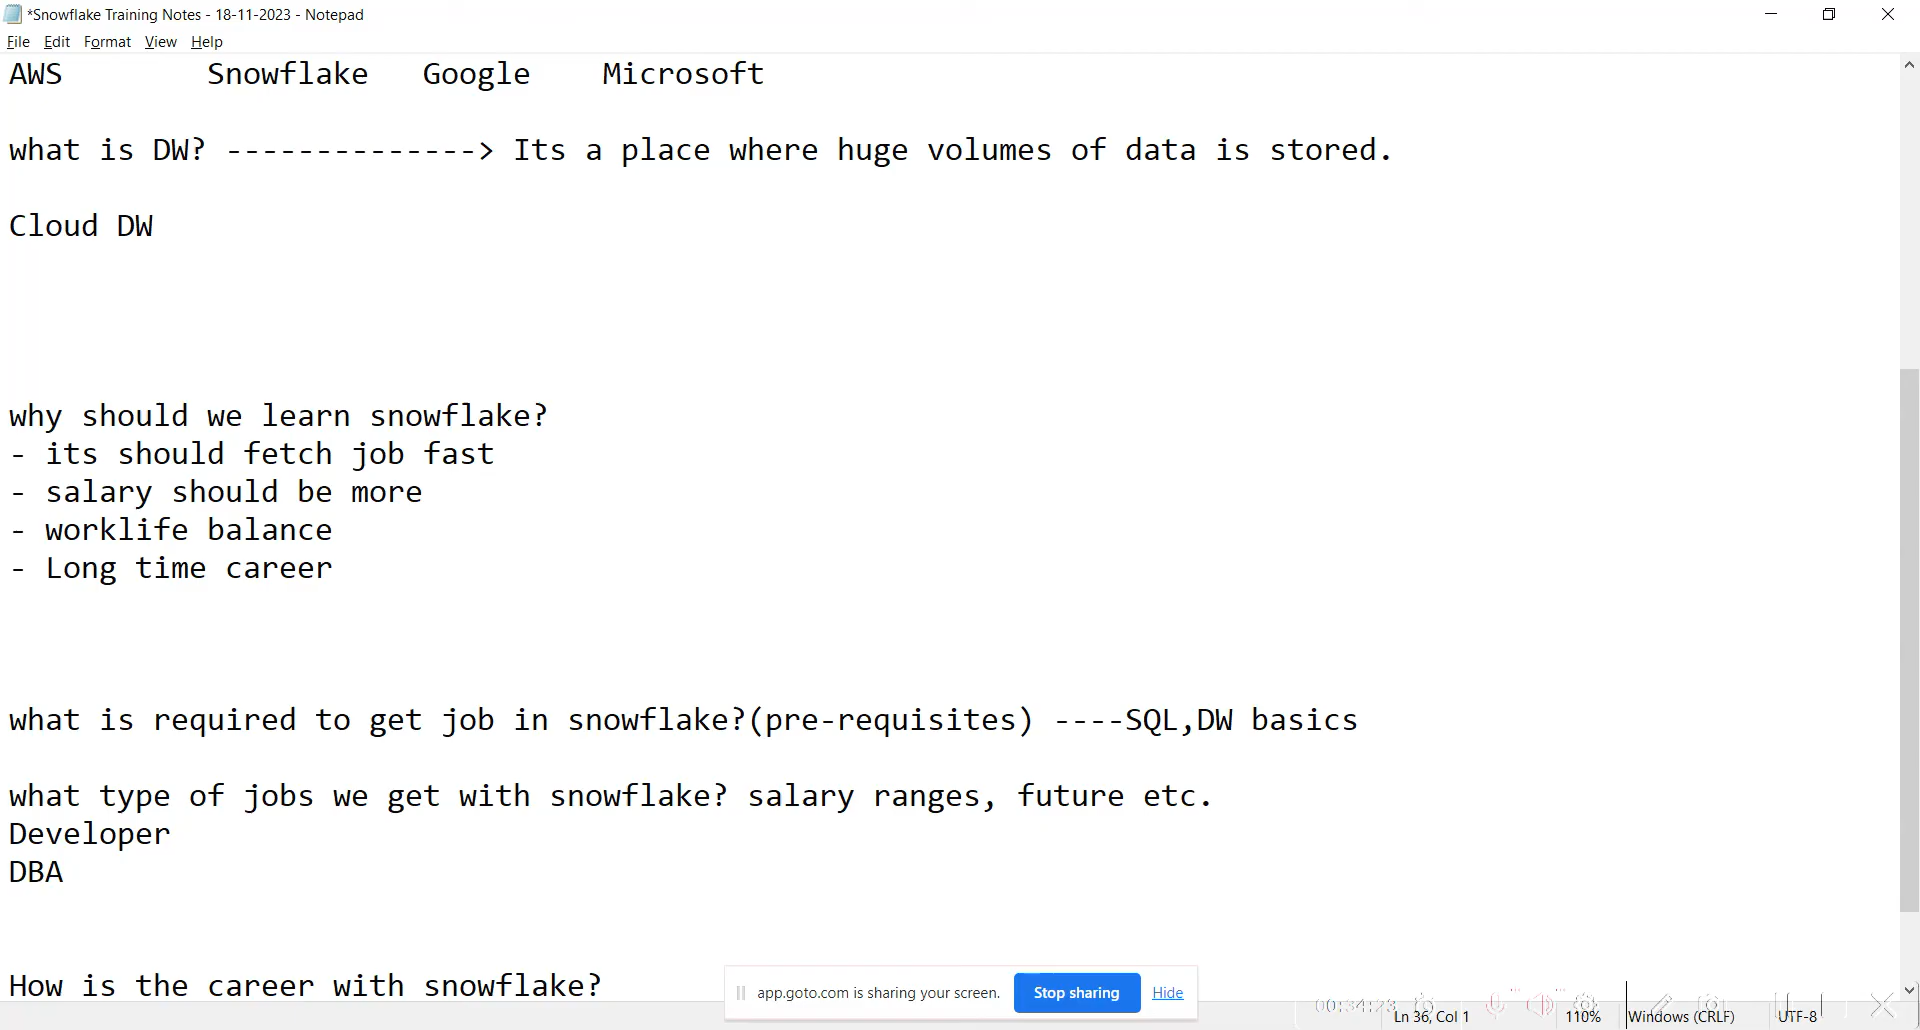 *Snowflake Training Notes - 18-11-2023 - Notepad
File Edit Format View Help
AWS Snowflake Google Microsoft
what is DW? --------------> Its a place where huge volumes of data is stored.
Cloud DW
why should we learn snowflake?
- its should fetch job fast
- salary should be more
- worklife balance
- Long time career
what is required to get job in snowflake?(pre-requisites) ----SQL,DW basics
what type of jobs we get with snowflake? salary ranges, future etc.
Developer
DBA
How is the career with snowflake?
app.goto.com is sharing your screen. Stop sharing Hide
00:34:23
Ln 36, Col 1 110% Windows (CRLF) UTF-8